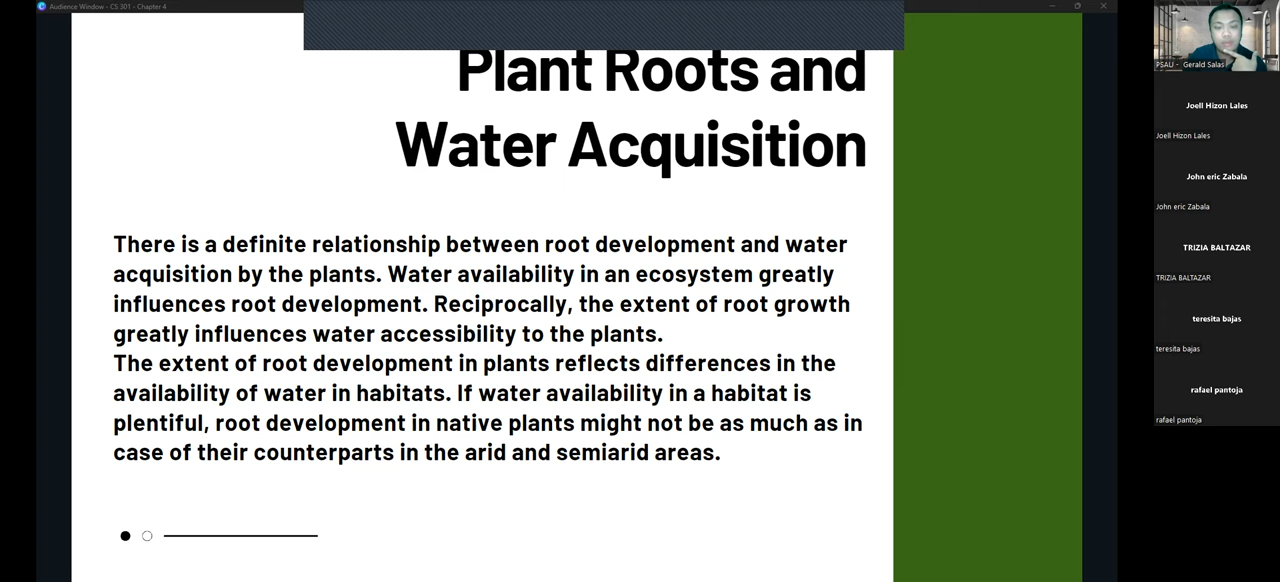 Audience Window - CS 301 - Chapter 4
Plant Roots and
Water Acquisition
There is a definite relationship between root development and water
acquisition by the plants. Water availability in an ecosystem greatly
influences root development. Reciprocally, the extent of root growth
greatly influences water accessibility to the plants.
The extent of root development in plants reflects differences in the
availability of water in habitats. If water availability in a habitat is
plentiful, root development in native plants might not be as much as in
case of their counterparts in the arid and semiarid areas.
PSAU - Gerald Salas
Joell Hizon Lales
Joell Hizon Lales
John eric Zabala
John eric Zabala
TRIZIA BALTAZAR
TRIZIA BALTAZAR
teresita bajas
teresita bajas
rafael pantoja
rafael pantoja